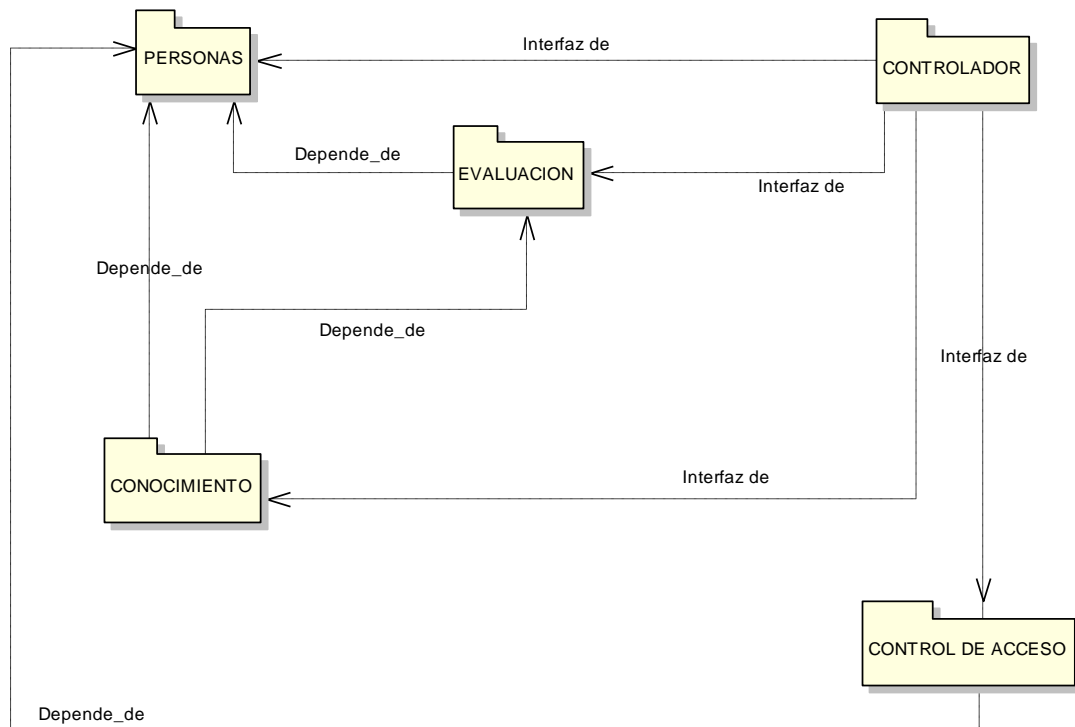 Interfaz de
PERSONAS
CONTROLADOR
Depende_de
EVALUACION
Interfaz de
Depende_de
Depende_de
Interfaz de
CONOCIMIENTO
Interfaz de
CONTROL DE ACCESO
Depende_de